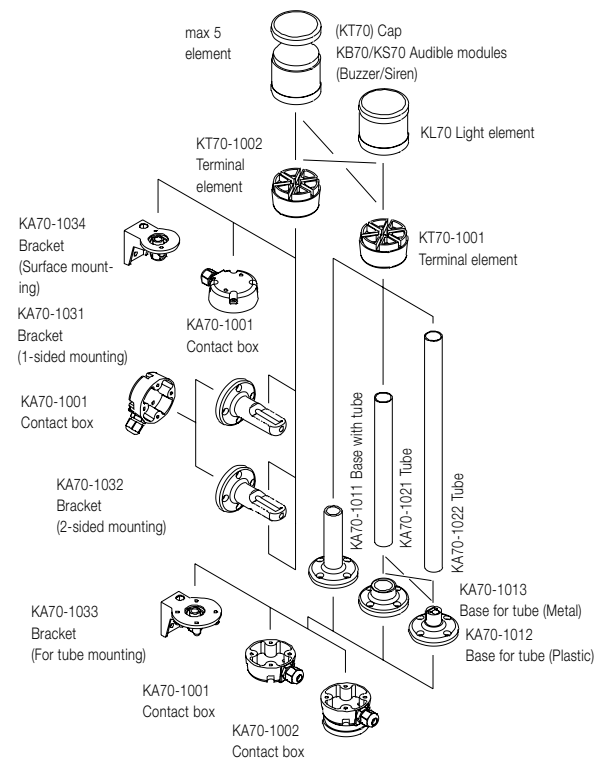 max 5
element
(KT70) Cap
KB70/KS70 Audible modules
(Buzzer/Siren)
KL70 Light element
KT70-1002
Terminal
element
KT70-1001
Terminal element
KA70-1034
Bracket
(Surface mount-
ing)
KA70-1031
Bracket
(1-sided mounting)
KA70-1001
Contact box
KA70-1001
Contact box
KA70-1032
Bracket
(2-sided mounting)
KA70-1011 Base with tube
KA70-1021 Tube
KA70-1022 Tube
KA70-1013
Base for tube (Metal)
KA70-1012
Base for tube (Plastic)
KA70-1033
Bracket
(For tube mounting)
KA70-1001
Contact box
KA70-1002
Contact box